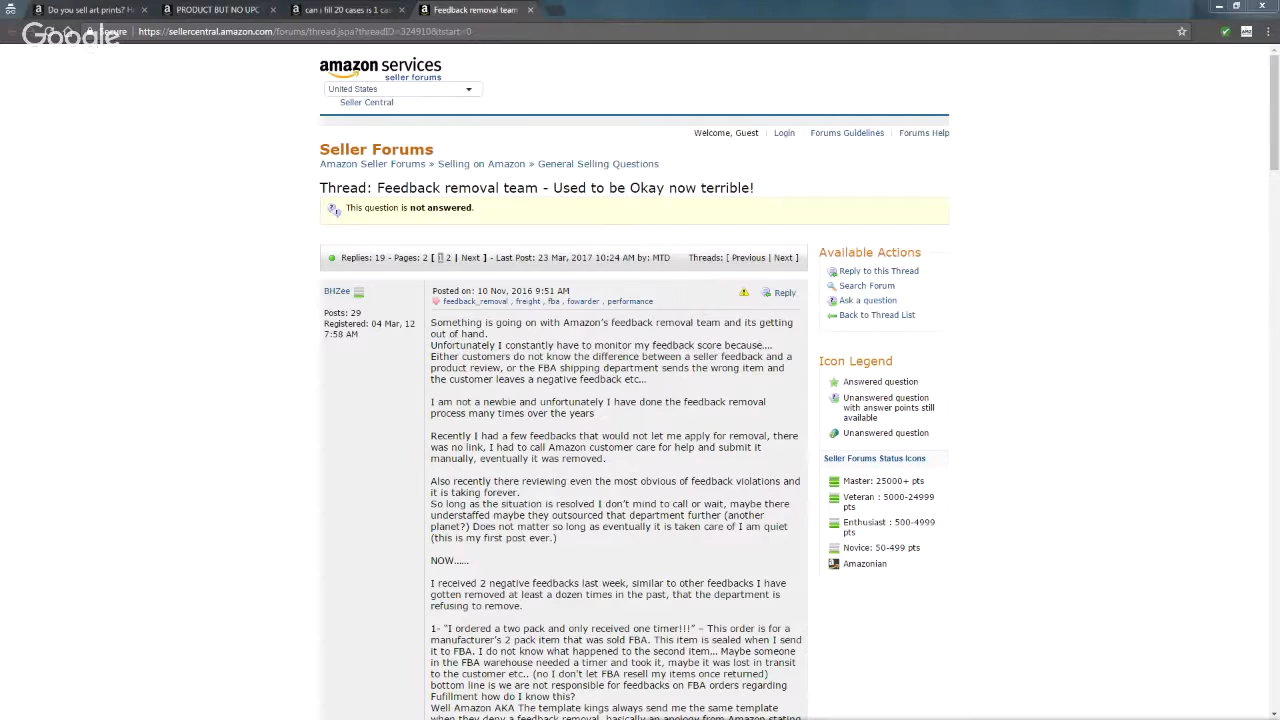 Do you sell art prints? H
PRODUCT BUT NO UPC
can i fill 20 cases is 1 cas
Feedback removal team
Google
Secure
https://sellercentral.amazon.com/forums/thread.jspa?threadID=324910&tstart=0
amazon services
seller forums
United States
Seller Central
Welcome, Guest Login Forums Guidelines Forums Help
Seller Forums
Amazon Seller Forums » Selling on Amazon » General Selling Questions
Thread: Feedback removal team - Used to be Okay now terrible!
This question is not answered.
Replies: 19 - Pages: 2 [ 1 2 | Next ] - Last Post: 23 Mar, 2017 10:24 AM by: MTD Threads: [ Previous | Next ]
BHZee
Posts: 29
Registered: 04 Mar, 12
7:58 AM
Posted on: 10 Nov, 2016 9:51 AM
Reply
feedback_removal , freight , fba , fowarder , performance
Something is going on with Amazon's feedback removal team and its getting
out of hand.
Unfortunately I constantly have to monitor my feedback score because....
Either customers do not know the difference between a seller feedback and a
product review, or the FBA shipping department sends the wrong item and
the customer leaves a negative feedback etc...
I am not a newbie and unfortunately I have done the feedback removal
process many times over the years
Recently I had a few feedbacks that would not let me apply for removal, there
was no link, I had to call Amazon customer care for help and submit it
manually, eventually it was removed.
Also recently there reviewing even the most obvious of feedback violations and
it is taking forever.
So long as the situation is resolved I don't mind to call or wait, maybe there
understaffed maybe they outsourced that department further (another
planet?) Does not matter so long as eventually it is taken care of I am quiet
(this is my first post ever.)
NOW......
I received 2 negative feedbacks last week, similar to other feedbacks I have
gotten removed at least a dozen times in the past, that the department is
refusing to remove.
1- "I ordered a two pack and only received one timer!!!" – This order is for a
manufacturer's 2 pack item that was sold FBA. This item is sealed when I send
it to FBA. I do not know what happened to the second item... Maybe someone
in the FBA warehouse needed a timer and took it, maybe it was lost in transit
to the customer etc.. (no I don't let FBA resell my items once returned)
bottom line is we are not responsible for feedbacks on FBA orders regarding
Fufillment how do I know this?
Well Amazon AKA The template kings always send me the same template
when they deny a feedback removal, basically an apology from Amazon stating
Available Actions
Reply to this Thread
Search Forum
Ask a question
Back to Thread List
Icon Legend
Answered question
Unanswered question
with answer points still
available
Unanswered question
Seller Forums Status Icons
Master: 25000+ pts
Veteran : 5000-24999
pts
Enthusiast : 500-4999
pts
Novice: 50-499 pts
Amazonian